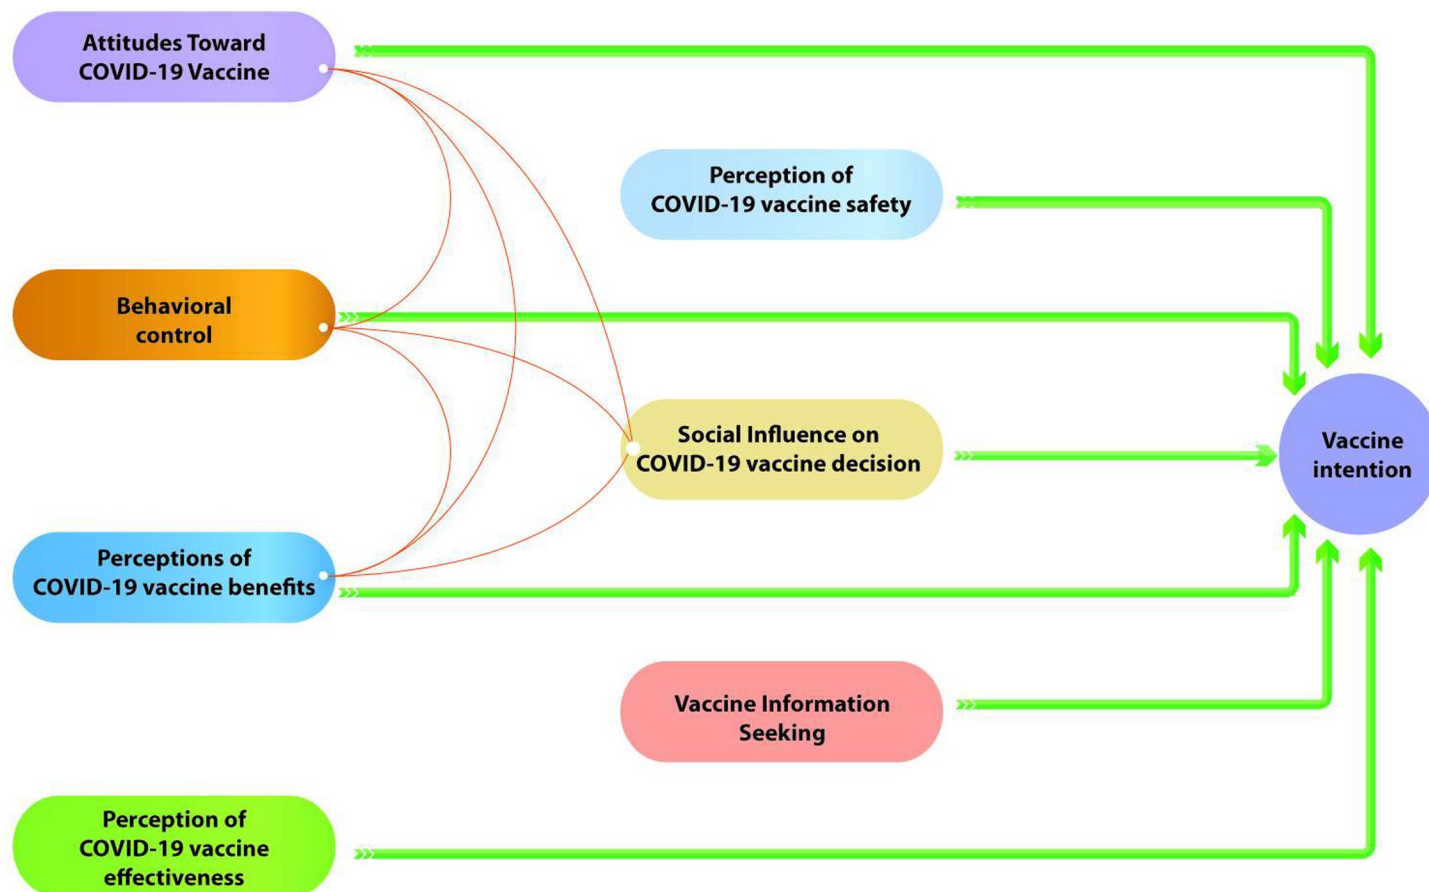 Attitudes Toward
COVID-19 Vaccine
Perception of
COVID-19 vaccine safety
Behavioral
control
Social Influence on
COVID-19 vaccine decision
Vaccine
intention
Perceptions of
COVID-19 vaccine benefits
Vaccine Information
Seeking
Perception of
COVID-19 vaccine
effectiveness